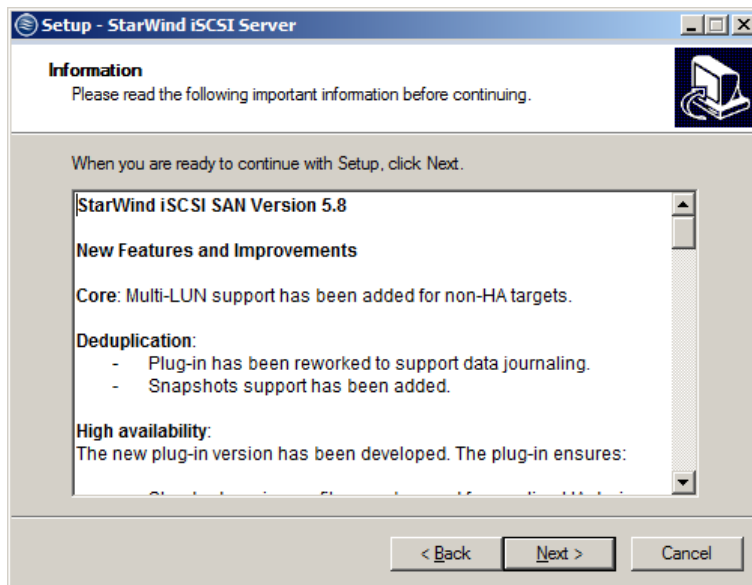 Setup - StarWind iSCSI Server
Information
Please read the following important information before continuing.
When you are ready to continue with Setup, click Next.
StarWind iSCSI SAN Version 5.8
New Features and Improvements
Core: Multi-LUN support has been added for non-HA targets.
Deduplication:
- Plug-in has been reworked to support data journaling.
- Snapshots support has been added.
High availability:
The new plug-in version has been developed. The plug-in ensures:
< Back
Next >
Cancel